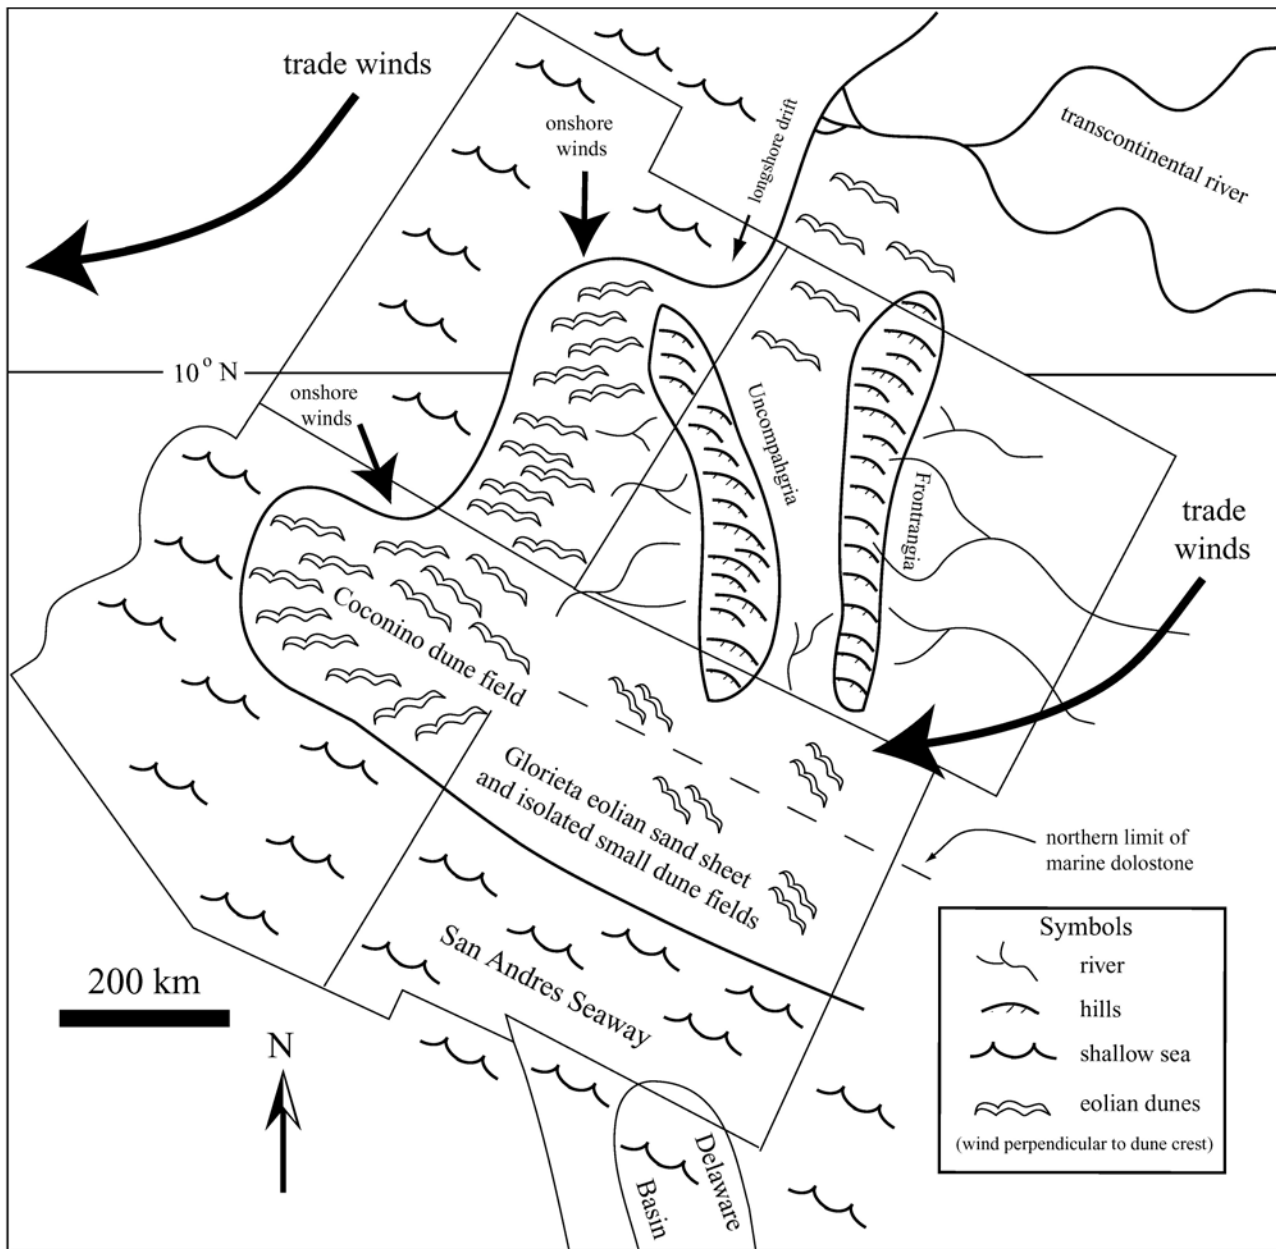 trade winds
onshore
winds
longshore drift
transcontinental river
10° N
onshore
winds
Uncompahgria
Frontrangia
trade
winds
Coconino dune field
Glorieta eolian sand sheet
and isolated small dune fields
northern limit of
marine dolostone
San Andres Seaway
200 km
N
Delaware
Basin
Symbols
river
hills
shallow sea
eolian dunes
(wind perpendicular to dune crest)